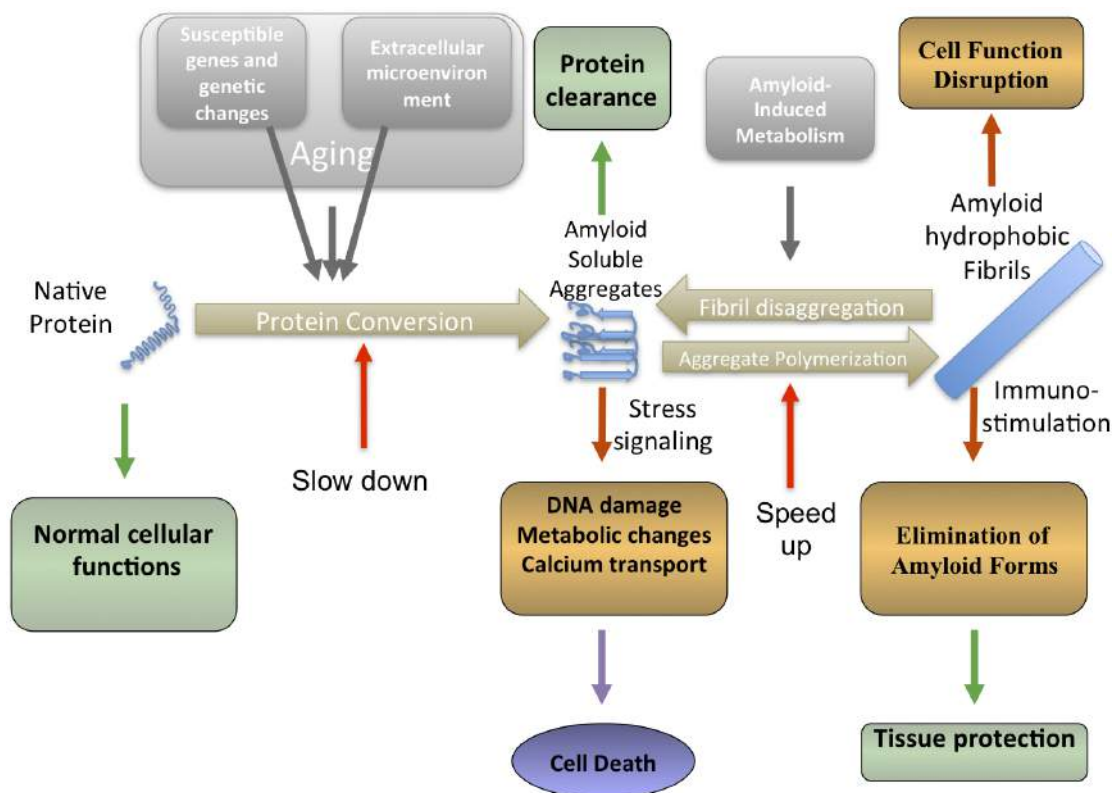 Susceptible
genes and
genetic
changes
Extracellular
microenviron
ment
Aging
Protein
clearance
Amyloid-
Induced
Metabolism
Cell Function
Disruption
Native
Protein
Protein Conversion
Amyloid
Soluble
Aggregates
Fibril disaggregation
Aggregate Polymerization
Amyloid
hydrophobic
Fibrils
Slow down
Stress
signaling
Speed
up
Immuno-
stimulation
Normal cellular
functions
DNA damage
Metabolic changes
Calcium transport
Elimination of
Amyloid Forms
Cell Death
Tissue protection